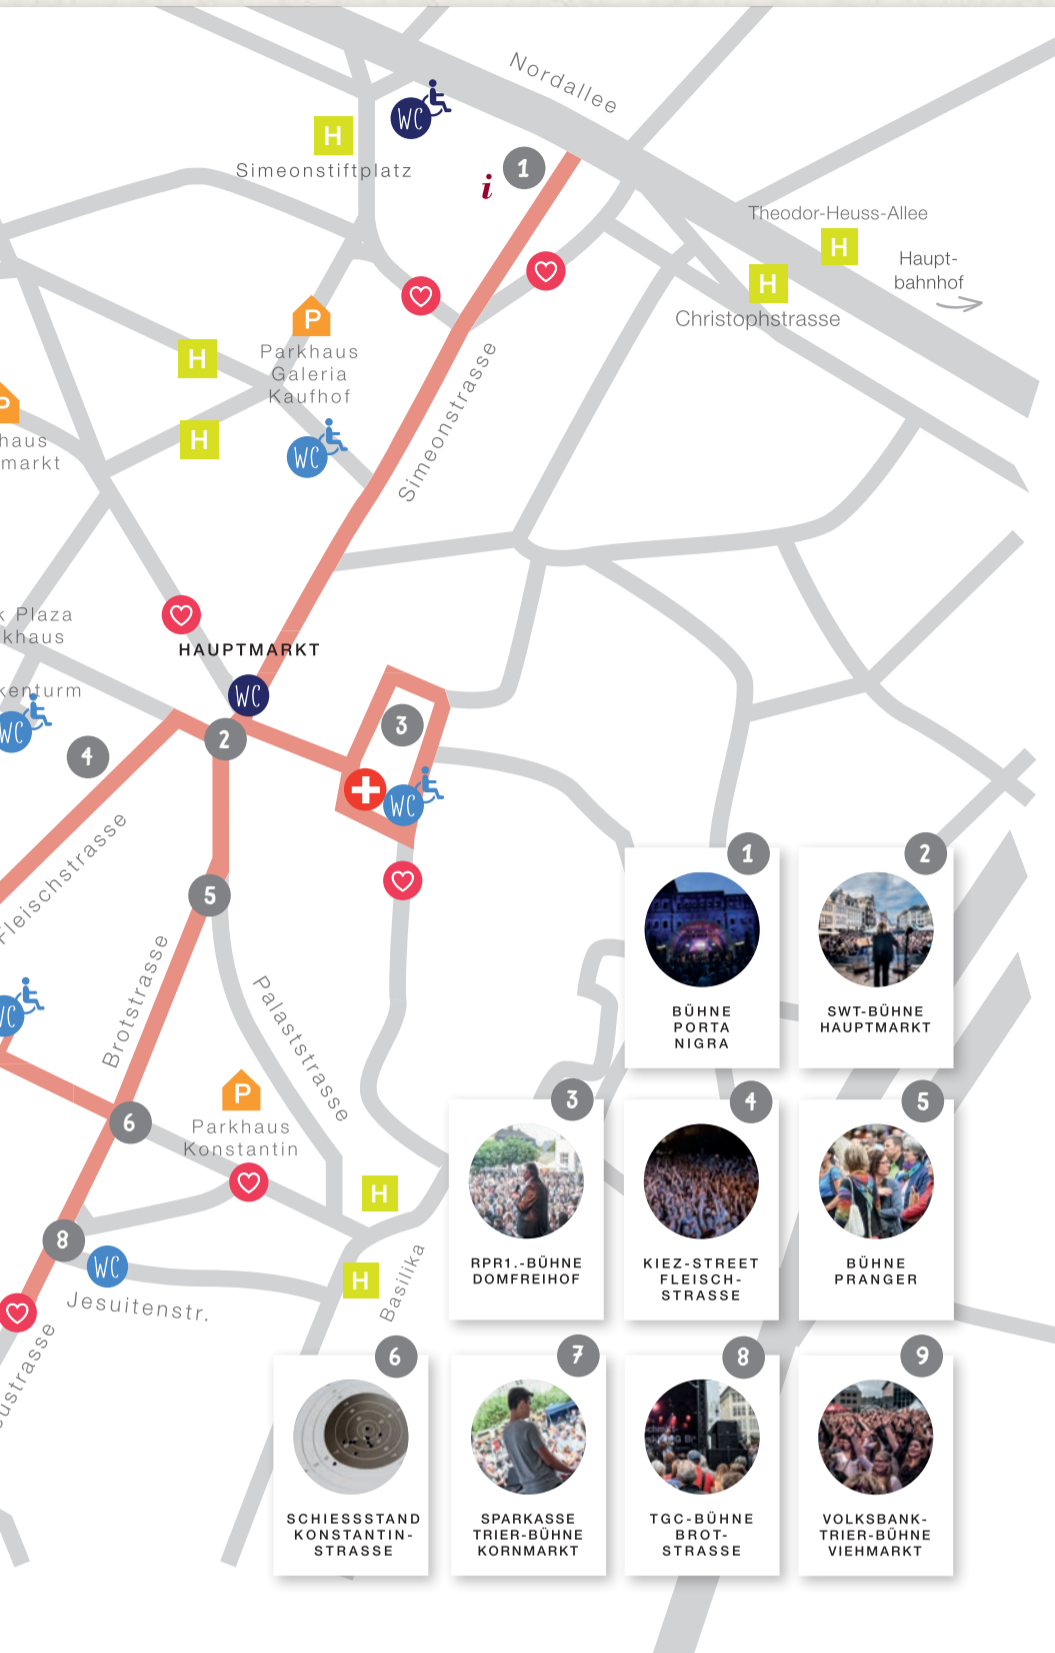 Nordallee
WC
H
Simeonstiftplatz
1
i
Theodor-Heuss-Allee
H
Haupt-
bahnhof
H
Christophstrasse
P
Parkhaus
Galeria
Kaufhof
H
H
P
haus
markt
WC
Simeonstrasse
k Plaza
khaus
HAUPTMARKT
WC
kenturm
WC
2
3
4
WC
Fleischstrasse
5
Brotstrasse
Palaststrasse
WC
P
Parkhaus
Konstantin
6
H
8
WC
Jesuitenstr.
H
Basilika
ustrasse
1
BÜHNE
PORTA
NIGRA
2
SWT-BÜHNE
HAUPTMARKT
3
RPR1.-BÜHNE
DOMFREIHOF
4
KIEZ-STREET
FLEISCH-
STRASSE
5
BÜHNE
PRANGER
6
SCHIESSSTAND
KONSTANTIN-
STRASSE
7
SPARKASSE
TRIER-BÜHNE
KORNMARKT
8
TGC-BÜHNE
BROT-
STRASSE
9
VOLKSBANK-
TRIER-BÜHNE
VIEHMARKT